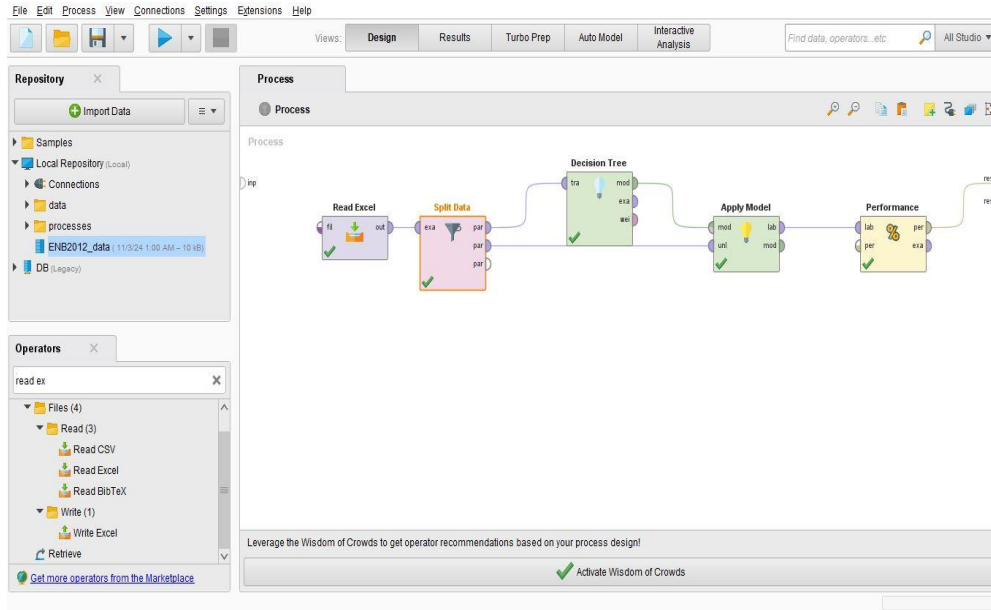 File Edit Process View Connections Settings Extensions Help
Views: Design Results Turbo Prep Auto Model Interactive Analysis
Find data, operators...etc All Studio
Repository
Import Data
Samples
Local Repository (Local)
Connections
data
processes
ENB2012_data (11/3/24 1:00 AM – 10 kB)
DB (Legacy)
Operators
read ex
Files (4)
Read (3)
Read CSV
Read Excel
Read BibTeX
Write (1)
Write Excel
Retrieve
Get more operators from the Marketplace
Process
Process
Process
inp
Read Excel
fil out
Split Data
exa par
par
par
Decision Tree
tra mod
exa
wei
Apply Model
mod lab
unl mod
Performance
lab per
per exa
Leverage the Wisdom of Crowds to get operator recommendations based on your process design!
Activate Wisdom of Crowds